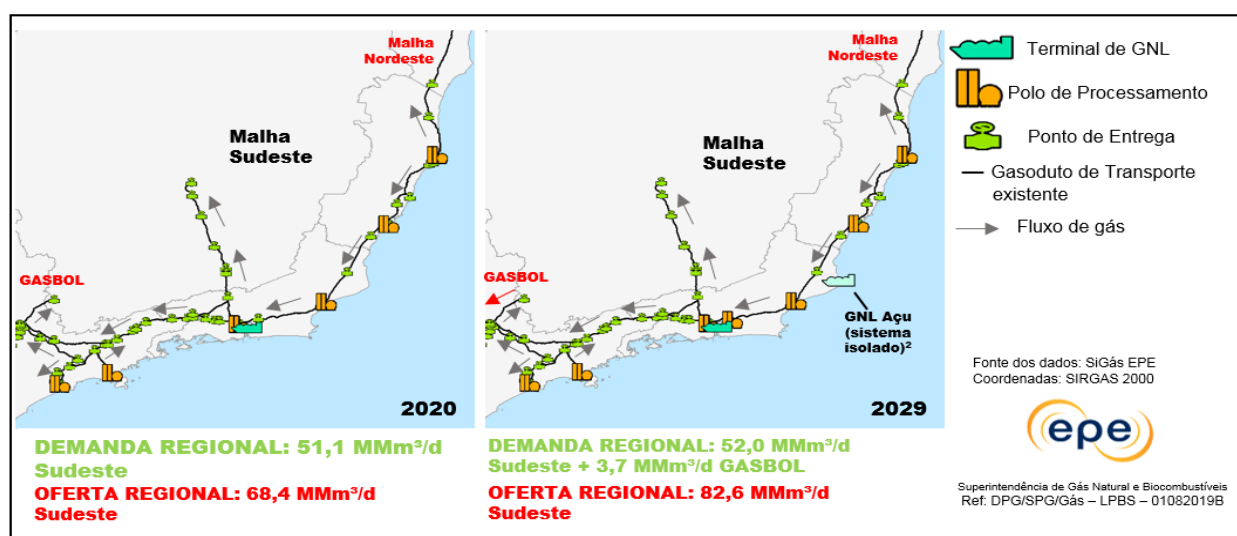 Malha
Nordeste
Malha
Sudeste
GASBOL
2020
DEMANDA REGIONAL: 51,1 MMm³/d
Sudeste
OFERTA REGIONAL: 68,4 MMm³/d
Sudeste
Malha
Nordeste
Malha
Sudeste
GASBOL
GNL Açu
(sistema
isolado)²
2029
DEMANDA REGIONAL: 52,0 MMm³/d
Sudeste + 3,7 MMm³/d GASBOL
OFERTA REGIONAL: 82,6 MMm³/d
Sudeste
Terminal de GNL
Polo de Processamento
Ponto de Entrega
Gasoduto de Transporte
existente
Fluxo de gás
Fonte dos dados: SiGás EPE
Coordenadas: SIRGAS 2000
epe
Superintendência de Gás Natural e Biocombustíveis
Ref: DPG/SPG/Gás – LPBS – 01082019B